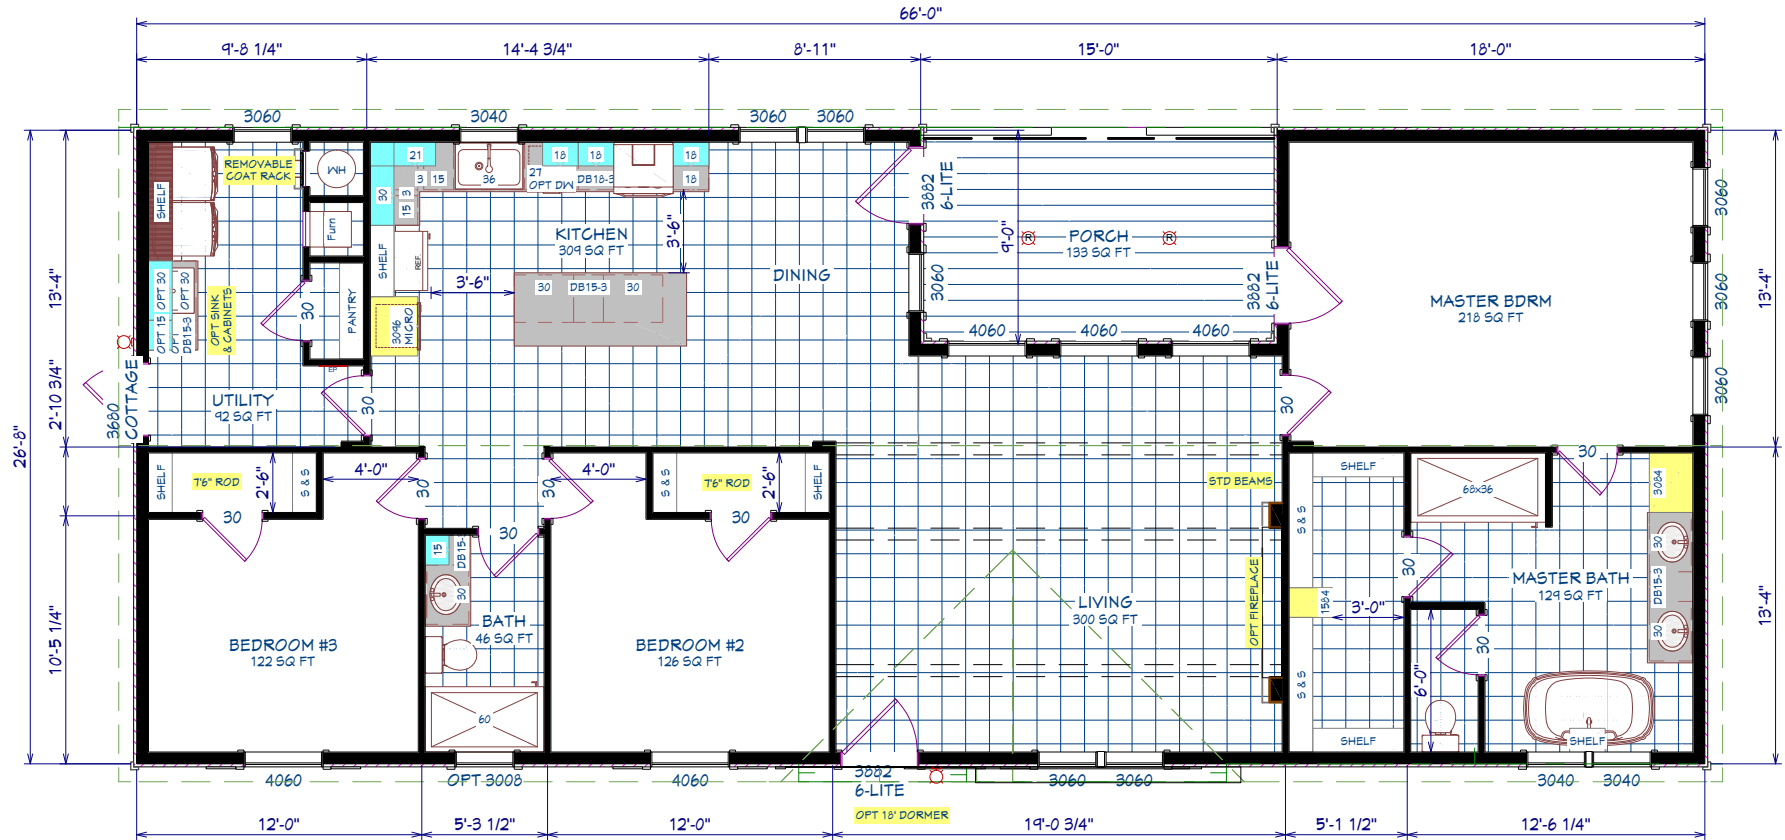 66'-0"
9'-8 1/4"
14'-4 3/4"
8'-11"
15'-0"
18'-0"
3060
3040
3060
3060
REMOVABLE
COAT RACK
WH
SHELF
Furn
21
3
15
36
27
OPT DW
18
18
DB18-3
18
18
30
3
15
KITCHEN
309 SQ FT
3'-6"
SHELF
REF.
3'-6"
30
DB15-3
30
DINING
3096
MICRO
PANTRY
30
OPT 30
OPT 30
OPT 15
OPT
DB15-3
OPT SINK
& CABINETS
3882
6-LITE
3060
9'-0"
R
PORCH
133 SQ FT
R
3882
6-LITE
4060
4060
4060
MASTER BDRM
218 SQ FT
3060
3060
3060
13'-4"
26'-8"
13'-4"
2'-10 3/4"
10'-5 1/4"
3680
COTTAGE
UTILITY
92 SQ FT
EP
30
30
SHELF
7'6" ROD
2'-6"
S & S
4'-0"
30
30
30
4'-0"
S & S
7'6" ROD
2'-6"
SHELF
30
30
15
DB15-3
30
BATH
46 SQ FT
60
BEDROOM #3
122 SQ FT
BEDROOM #2
126 SQ FT
STD BEAMS
OPT FIREPLACE
LIVING
300 SQ FT
SHELF
S & S
1584
3'-0"
S & S
SHELF
68x36
30
3084
30
30
DB15-3
30
MASTER BATH
129 SQ FT
30
6'-0"
SHELF
13'-4"
4060
OPT 3008
4060
3882
6-LITE
3060
3060
3040
3040
OPT 18' DORMER
12'-0"
5'-3 1/2"
12'-0"
19'-0 3/4"
5'-1 1/2"
12'-6 1/4"